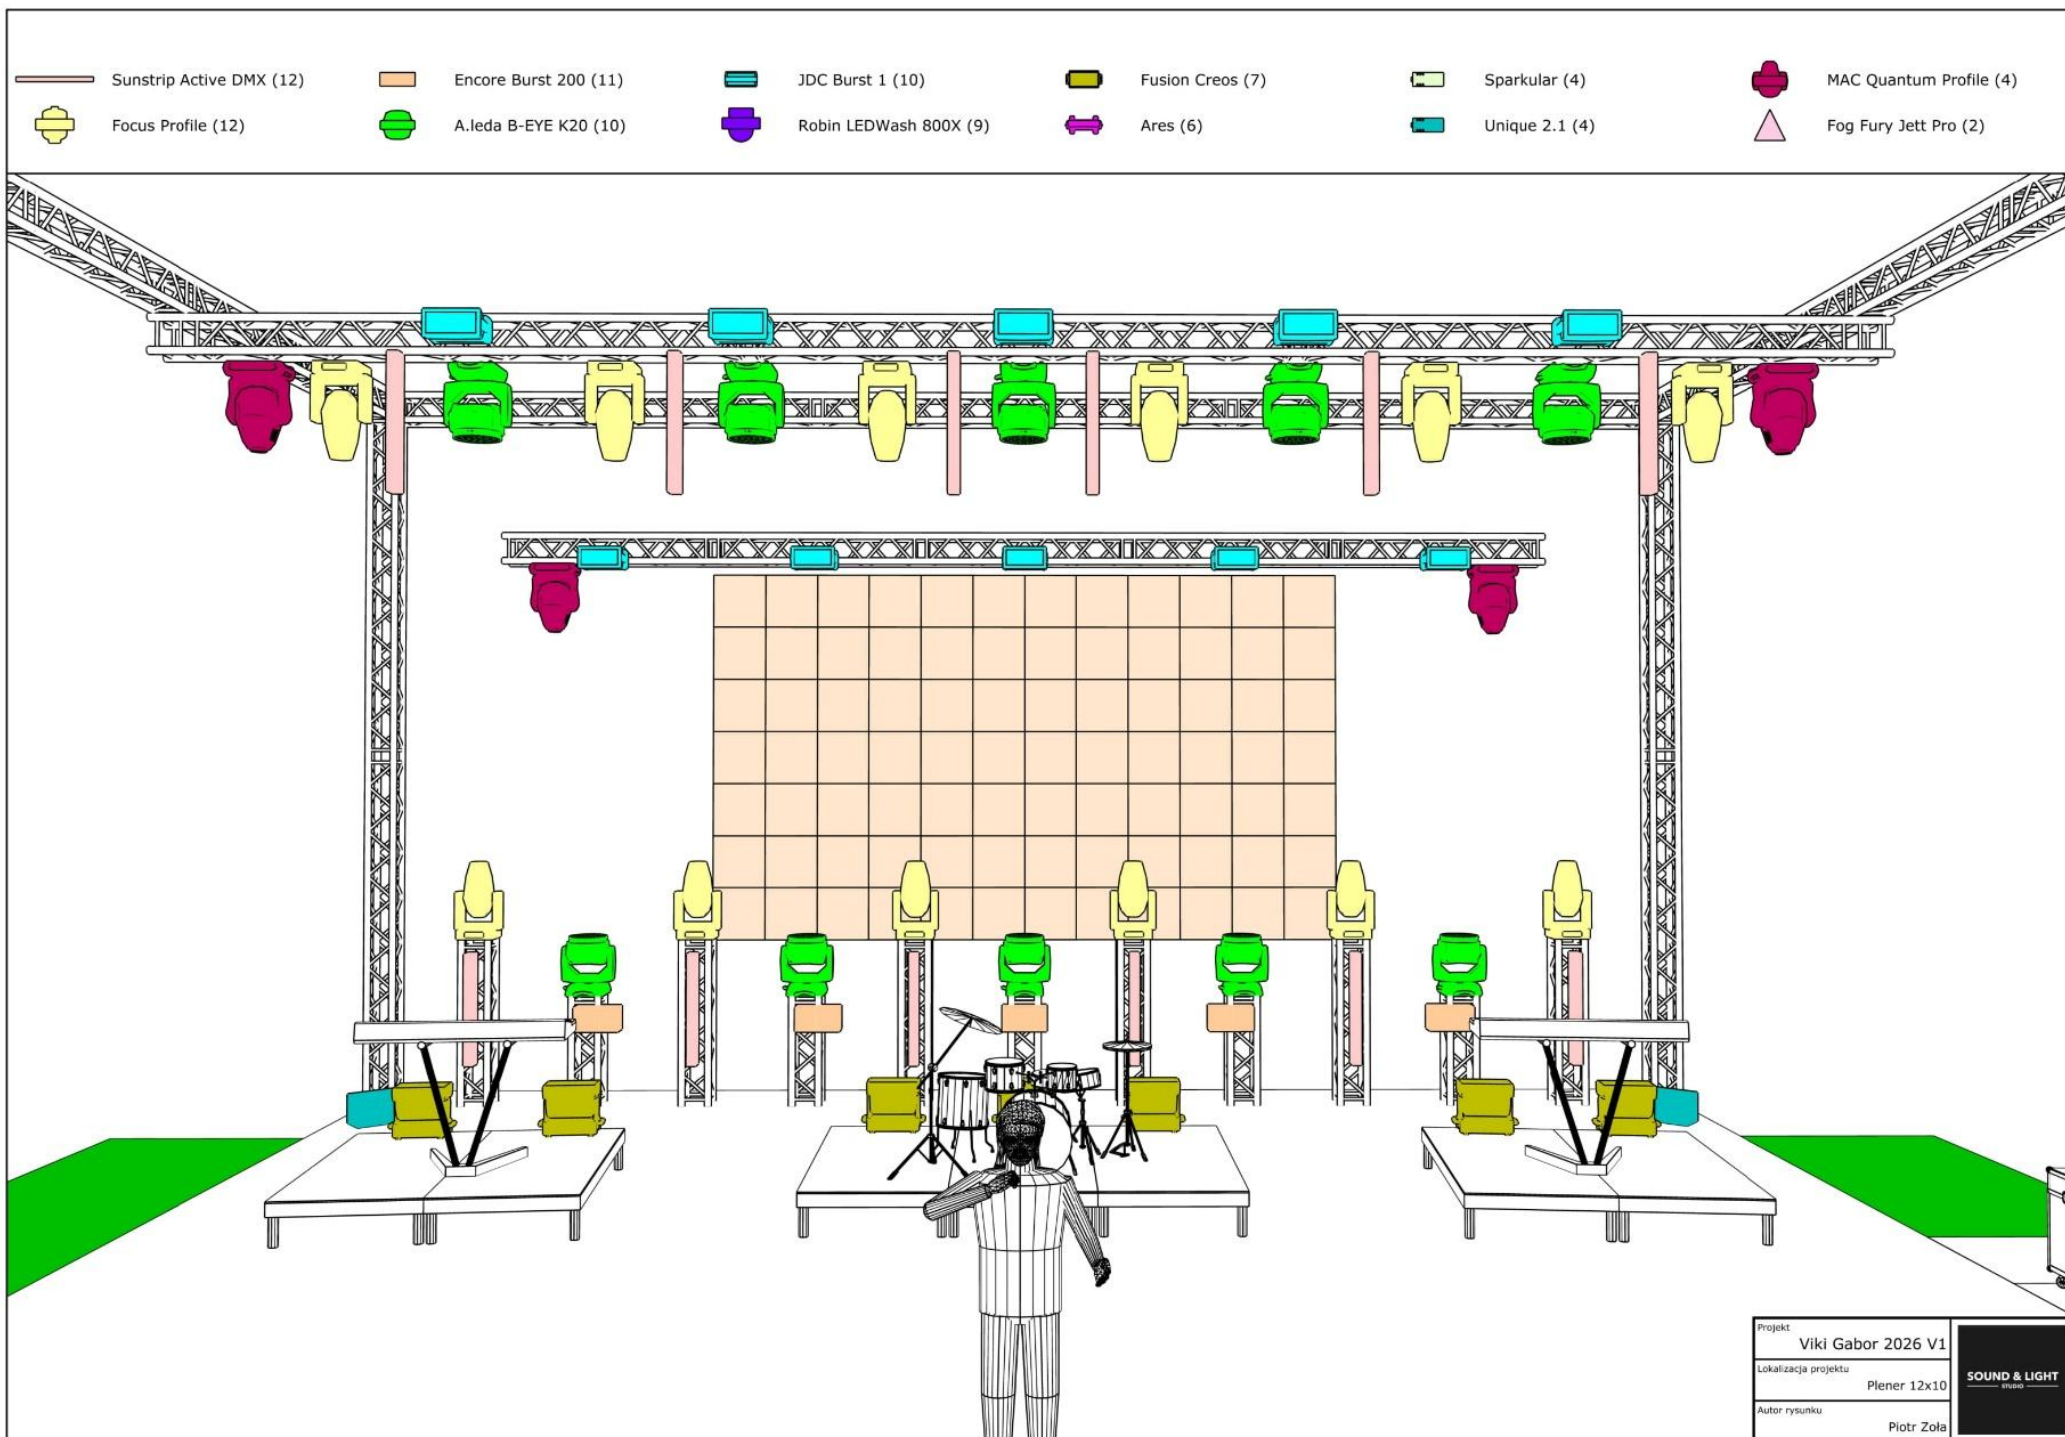 Sunstrip Active DMX (12) Encore Burst 200 (11) JDC Burst 1 (10) Fusion Creos (7) Sparkular (4) MAC Quantum Profile (4)
Focus Profile (12) A.leda B-EYE K20 (10) Robin LEDWash 800X (9) Ares (6) Unique 2.1 (4) Fog Fury Jett Pro (2)
Projekt
Viki Gabor 2026 V1
Lokalizacja projektu
Plener 12x10
Autor rysunku
Piotr Zoła
SOUND & LIGHT
STUDIO